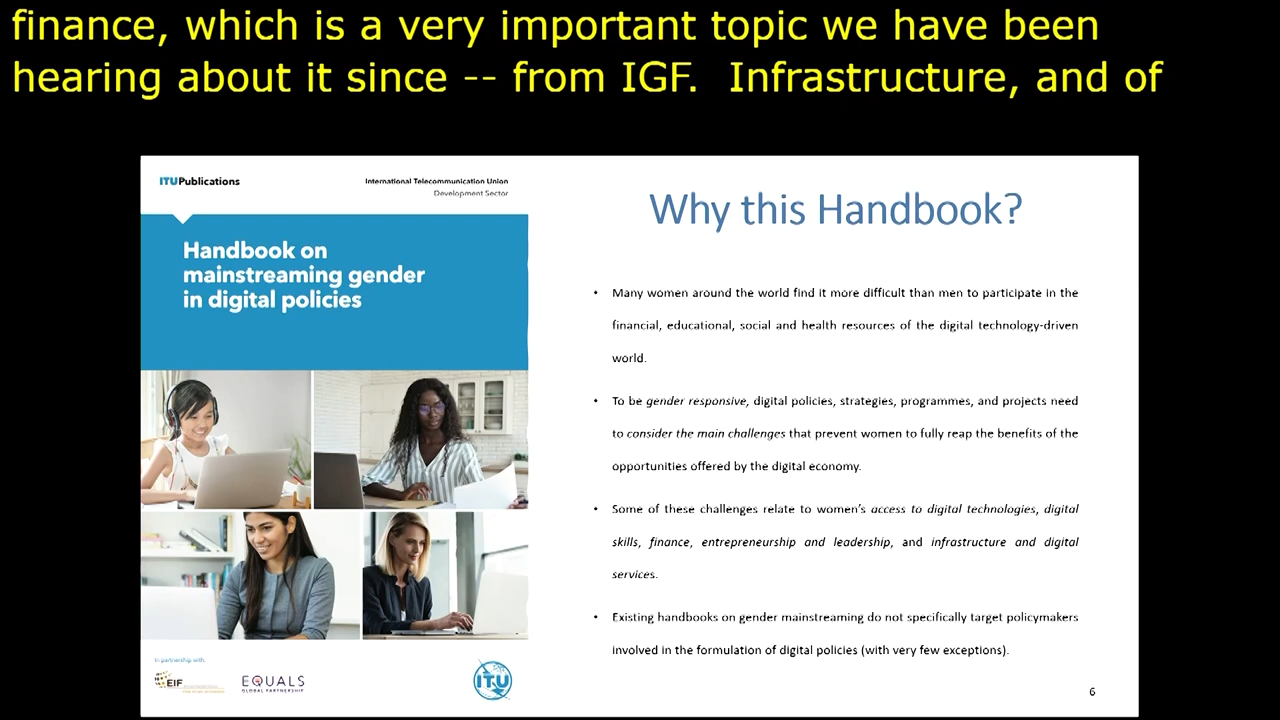 finance, which is a very important topic we have been
hearing about it since -- from IGF.  Infrastructure, and of
ITUPublications
International Telecommunication Union
Development Sector
Handbook on
mainstreaming gender
in digital policies
In partnership with:
EIF
EQUALS
GLOBAL PARTNERSHIP
ITU
Why this Handbook?
• Many women around the world find it more difficult than men to participate in the
financial, educational, social and health resources of the digital technology-driven
world.
• To be gender responsive, digital policies, strategies, programmes, and projects need
to consider the main challenges that prevent women to fully reap the benefits of the
opportunities offered by the digital economy.
• Some of these challenges relate to women’s access to digital technologies, digital
skills, finance, entrepreneurship and leadership, and infrastructure and digital
services.
• Existing handbooks on gender mainstreaming do not specifically target policymakers
involved in the formulation of digital policies (with very few exceptions).
6